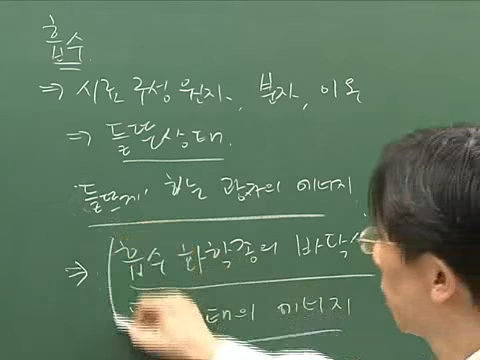 흡수
⇒ 시료 구성 원자, 분자, 이온
⇒ 들뜬상태.
들뜨게 하는 광자의 에너지
⇒ 흡수 화학종의 바닥
태의 에너지